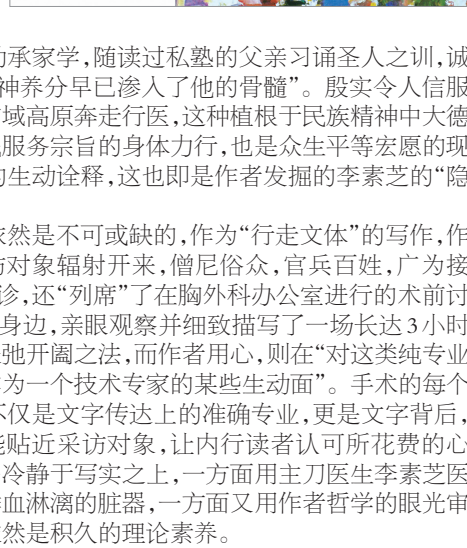 承家学,随读过私塾的父亲习诵圣人之训,诚
神养分早已渗入了他的骨髓”。殷实令人信服
域高原奔走行医,这种植根于民族精神中大德
服务宗旨的身体力行,也是众生平等宏愿的现
的生动诠释,这也即是作者发掘的李素芝的“隐
依然是不可或缺的,作为“行走文体”的写作,作
访对象辐射开来,僧尼俗众,官兵百姓,广为接
诊,还“列席”了在胸外科办公室进行的术前讨
身边,亲眼观察并细致描写了一场长达3小时
地开阖之法,而作者用心,则在“对这类纯专业
为一个技术专家的某些生动面”。手术的每个
不仅是文字传达上的准确专业,更是文字背后,
能贴近采访对象,让内行读者认可所花费的心
冷静于写实之上,一方面用主刀医生李素芝医
血淋漓的脏器,一方面又用作者哲学的眼光审
然是积久的理论素养。